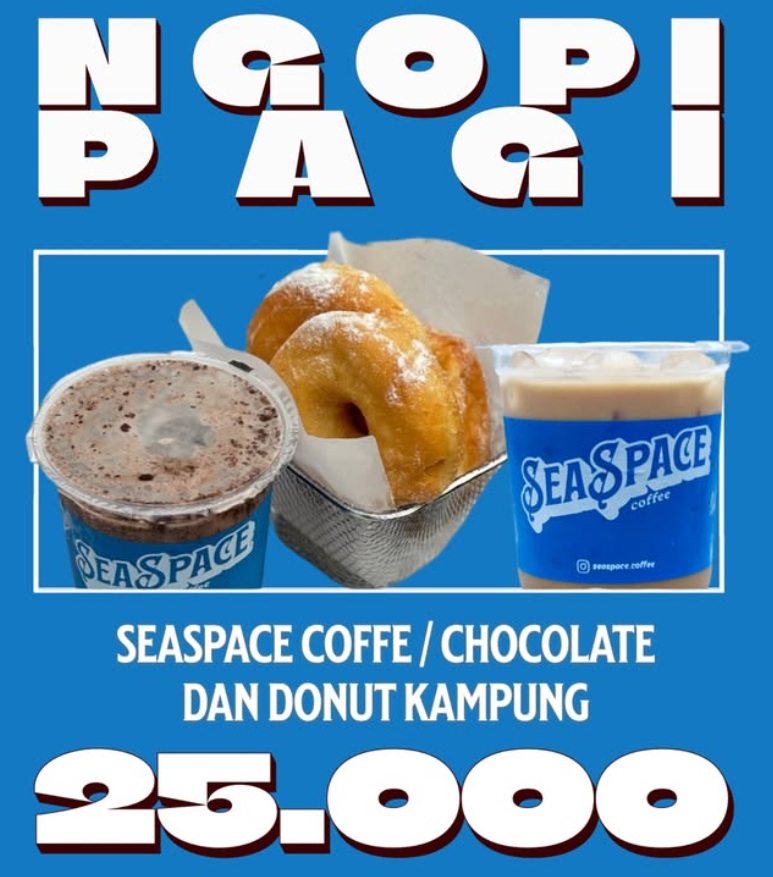 NGOPI
PAGI
SEASPACE
SEASPACE
coffee
seaspace.coffee
SEASPACE COFFE / CHOCOLATE
DAN DONUT KAMPUNG
25.000